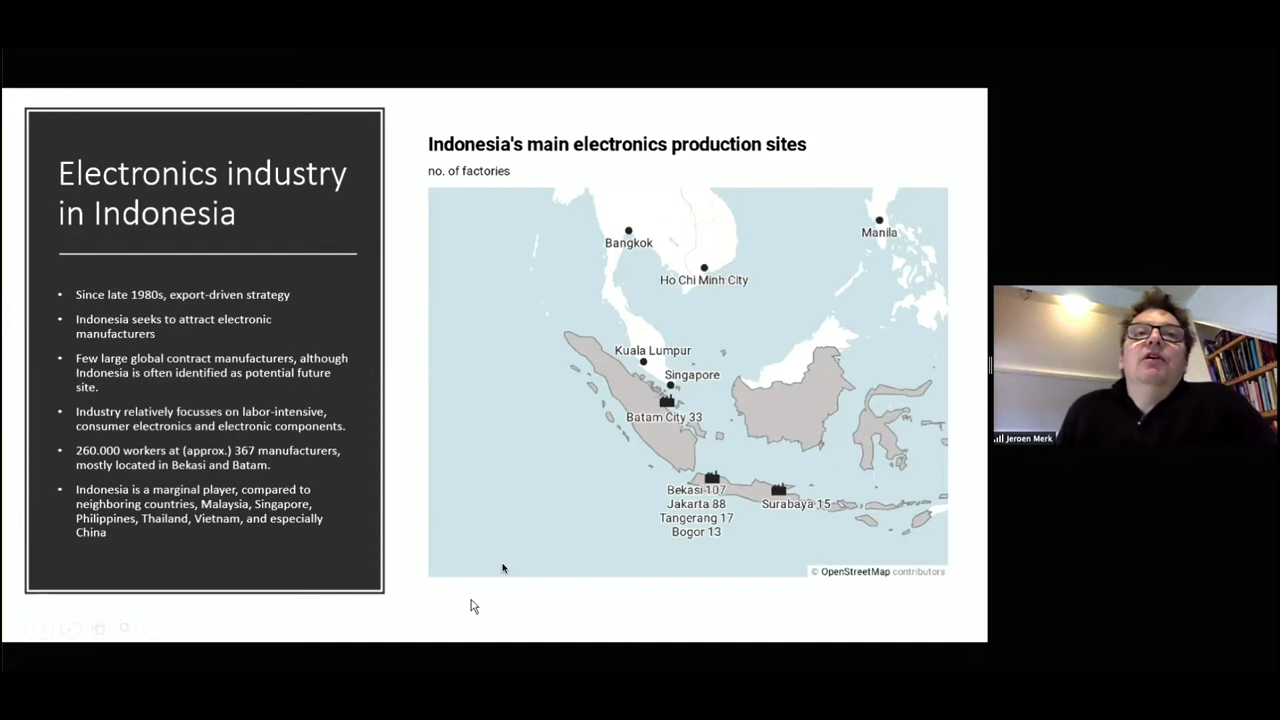 Electronics industry
in Indonesia
• Since late 1980s, export-driven strategy
• Indonesia seeks to attract electronic
manufacturers
• Few large global contract manufacturers, although
Indonesia is often identified as potential future
site.
• Industry relatively focusses on labor-intensive,
consumer electronics and electronic components.
• 260.000 workers at (approx.) 367 manufacturers,
mostly located in Bekasi and Batam.
• Indonesia is a marginal player, compared to
neighboring countries, Malaysia, Singapore,
Philippines, Thailand, Vietnam, and especially
China
Indonesia's main electronics production sites
no. of factories
Bangkok
Manila
Ho Chi Minh City
Kuala Lumpur
Singapore
Batam City 33
Bekasi 107
Jakarta 88
Tangerang 17
Bogor 13
Surabaya 15
© OpenStreetMap contributors
Jeroen Merk